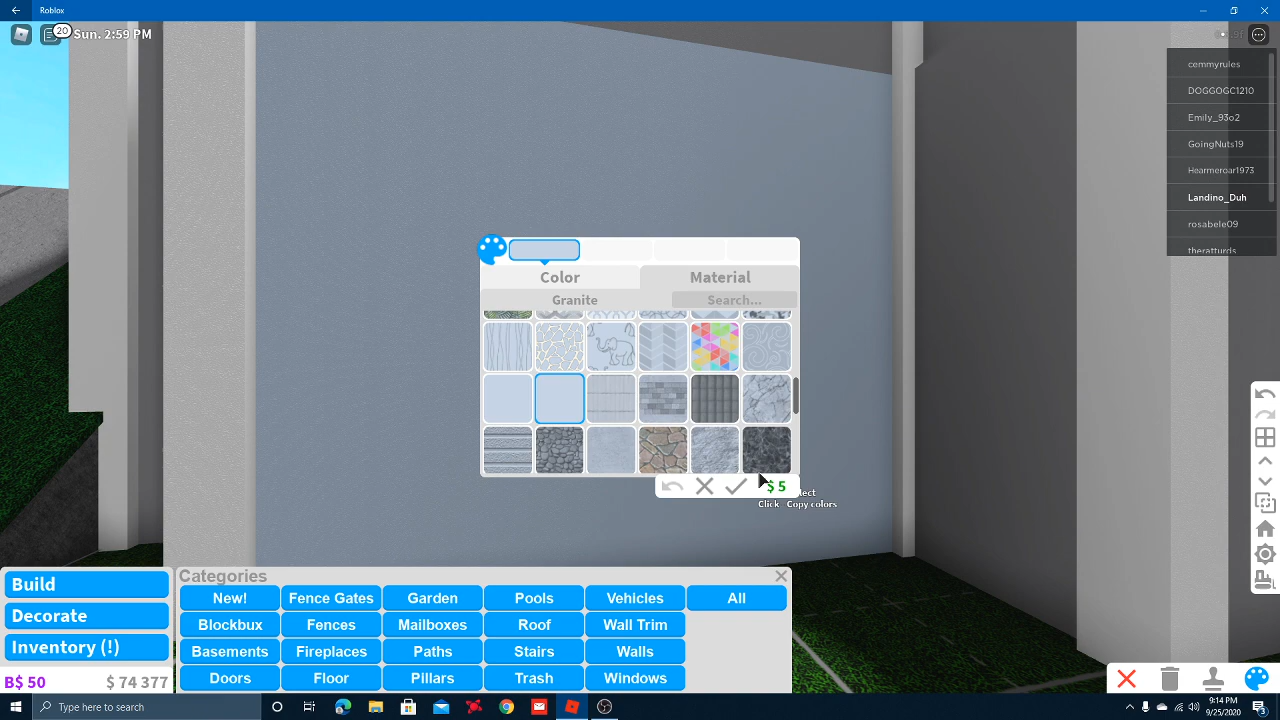 Roblox
20
Sun. 2:59 PM
cemmyrules
DOGGOGC1210
Emily_93o2
GoingNuts19
Hearmeroar1973
Landino_Duh
rosabele09
theratturds
Color
Material
Granite
Search...
$ 5
Click
Copy colors
Build
Decorate
Inventory (!)
B$ 50
$ 74 377
Categories
New!
Fence Gates
Garden
Pools
Vehicles
All
Blockbux
Fences
Mailboxes
Roof
Wall Trim
Basements
Fireplaces
Paths
Stairs
Walls
Doors
Floor
Pillars
Trash
Windows
Type here to search
9:14 PM
9/25/2020